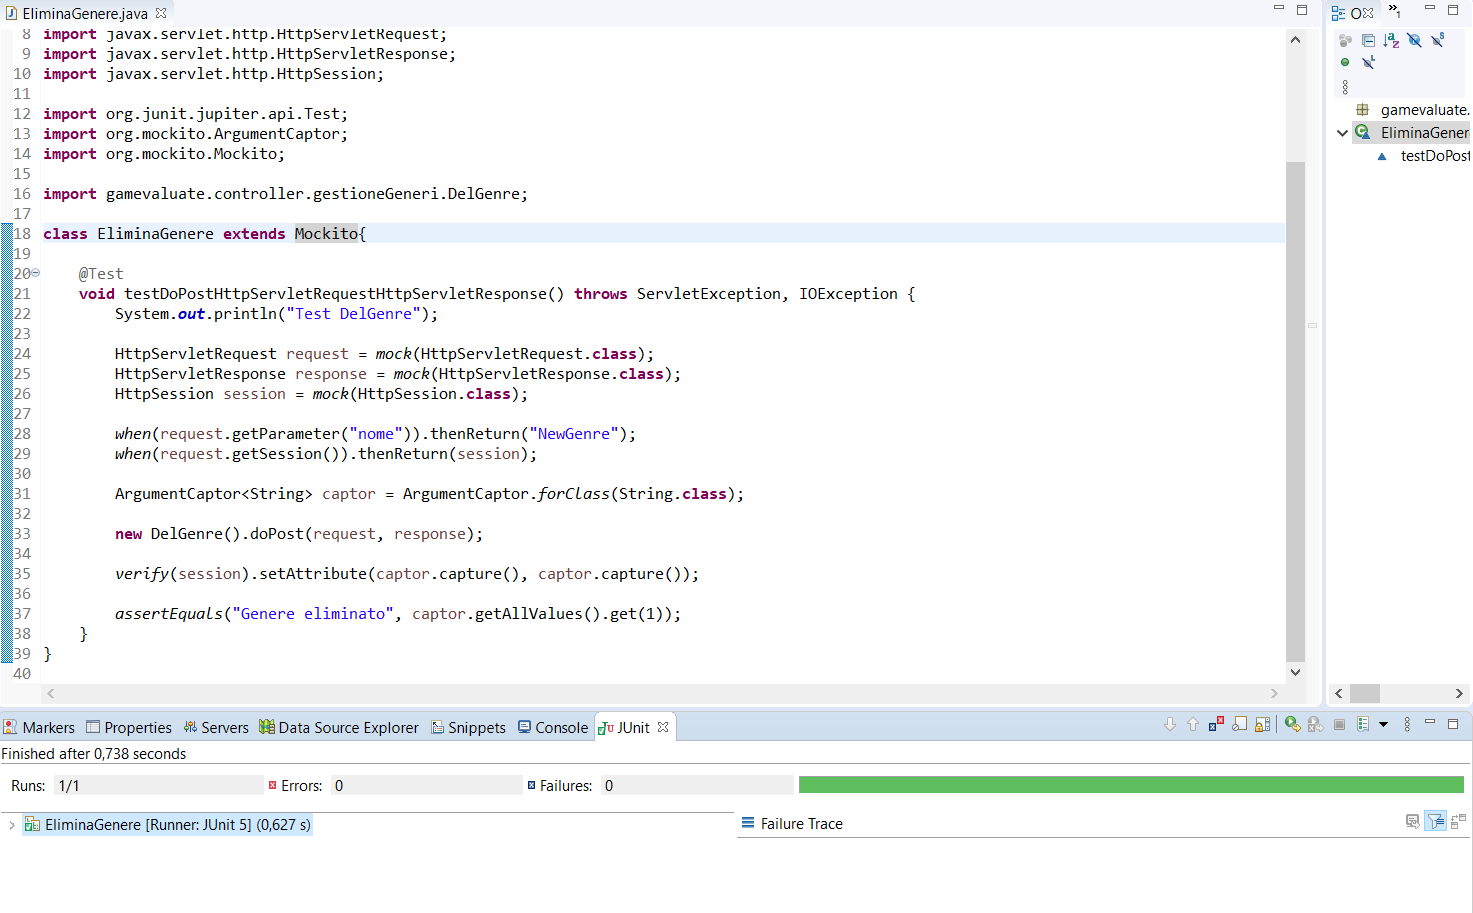 EliminaGenere.java
8 import javax.servlet.http.HttpServletRequest;
9 import javax.servlet.http.HttpServletResponse;
10 import javax.servlet.http.HttpSession;
11
12 import org.junit.jupiter.api.Test;
13 import org.mockito.ArgumentCaptor;
14 import org.mockito.Mockito;
15
16 import gamevaluate.controller.gestioneGeneri.DelGenre;
17
18 class EliminaGenere extends Mockito{
19
20 @Test
21 void testDoPostHttpServletRequestHttpServletResponse() throws ServletException, IOException {
22 System.out.println("Test DelGenre");
23
24 HttpServletRequest request = mock(HttpServletRequest.class);
25 HttpServletResponse response = mock(HttpServletResponse.class);
26 HttpSession session = mock(HttpSession.class);
27
28 when(request.getParameter("nome")).thenReturn("NewGenre");
29 when(request.getSession()).thenReturn(session);
30
31 ArgumentCaptor<String> captor = ArgumentCaptor.forClass(String.class);
32
33 new DelGenre().doPost(request, response);
34
35 verify(session).setAttribute(captor.capture(), captor.capture());
36
37 assertEquals("Genere eliminato", captor.getAllValues().get(1));
38 }
39 }
40
O
1
gamevaluate.
EliminaGener
testDoPost
Markers Properties Servers Data Source Explorer Snippets Console JUnit
Finished after 0,738 seconds
Runs: 1/1 Errors: 0 Failures: 0
EliminaGenere [Runner: JUnit 5] (0,627 s)
Failure Trace